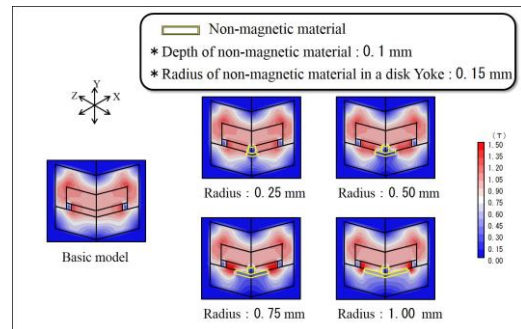 Non-magnetic material
* Depth of non-magnetic material : 0.1 mm
* Radius of non-magnetic material in a disk Yoke : 0.15 mm
Y
Z X
(T)
1.50
1.35
1.20
1.05
0.90
0.75
0.60
0.45
0.30
0.15
0.00
Radius : 0.25 mm Radius : 0.50 mm
Basic model
Radius : 0.75 mm Radius : 1.00 mm